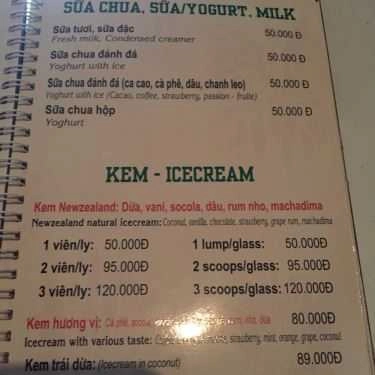 SỮA CHUA, SỮA/YOGURT, MILK
Sữa tươi, sữa đặc 50.000 Đ
Fresh milk, Condensed creamer
Sữa chua đánh đá 50.000 Đ
Yoghurt with ice
Sữa chua đánh đá (ca cao, cà phê, dâu, chanh leo) 50.000 Đ
Yoghurt with ice (Cacao, coffee, strawberry, passion - fruite)
Sữa chua hộp 50.000 Đ
Yoghurt
KEM - ICECREAM
Kem Newzealand: Dừa, vani, socola, dâu, rum nho, machadima
Newzealand natural icecream: Coconut, vanilla, chocolate, strawberry, grape rum, machadima
1 viên/ly: 50.000Đ 1 lump/glass: 50.000Đ
2 viên/ly: 95.000Đ 2 scoops/glass: 95.000Đ
3 viên/ly: 120.000Đ 3 scoops/glass: 120.000Đ
Kem hương vị: Cà phê, dừa 80.000Đ
Icecream with various taste: strawberry, mint, orange, grape, coconut
Kem trái dừa: (Icecream in coconut) 89.000Đ